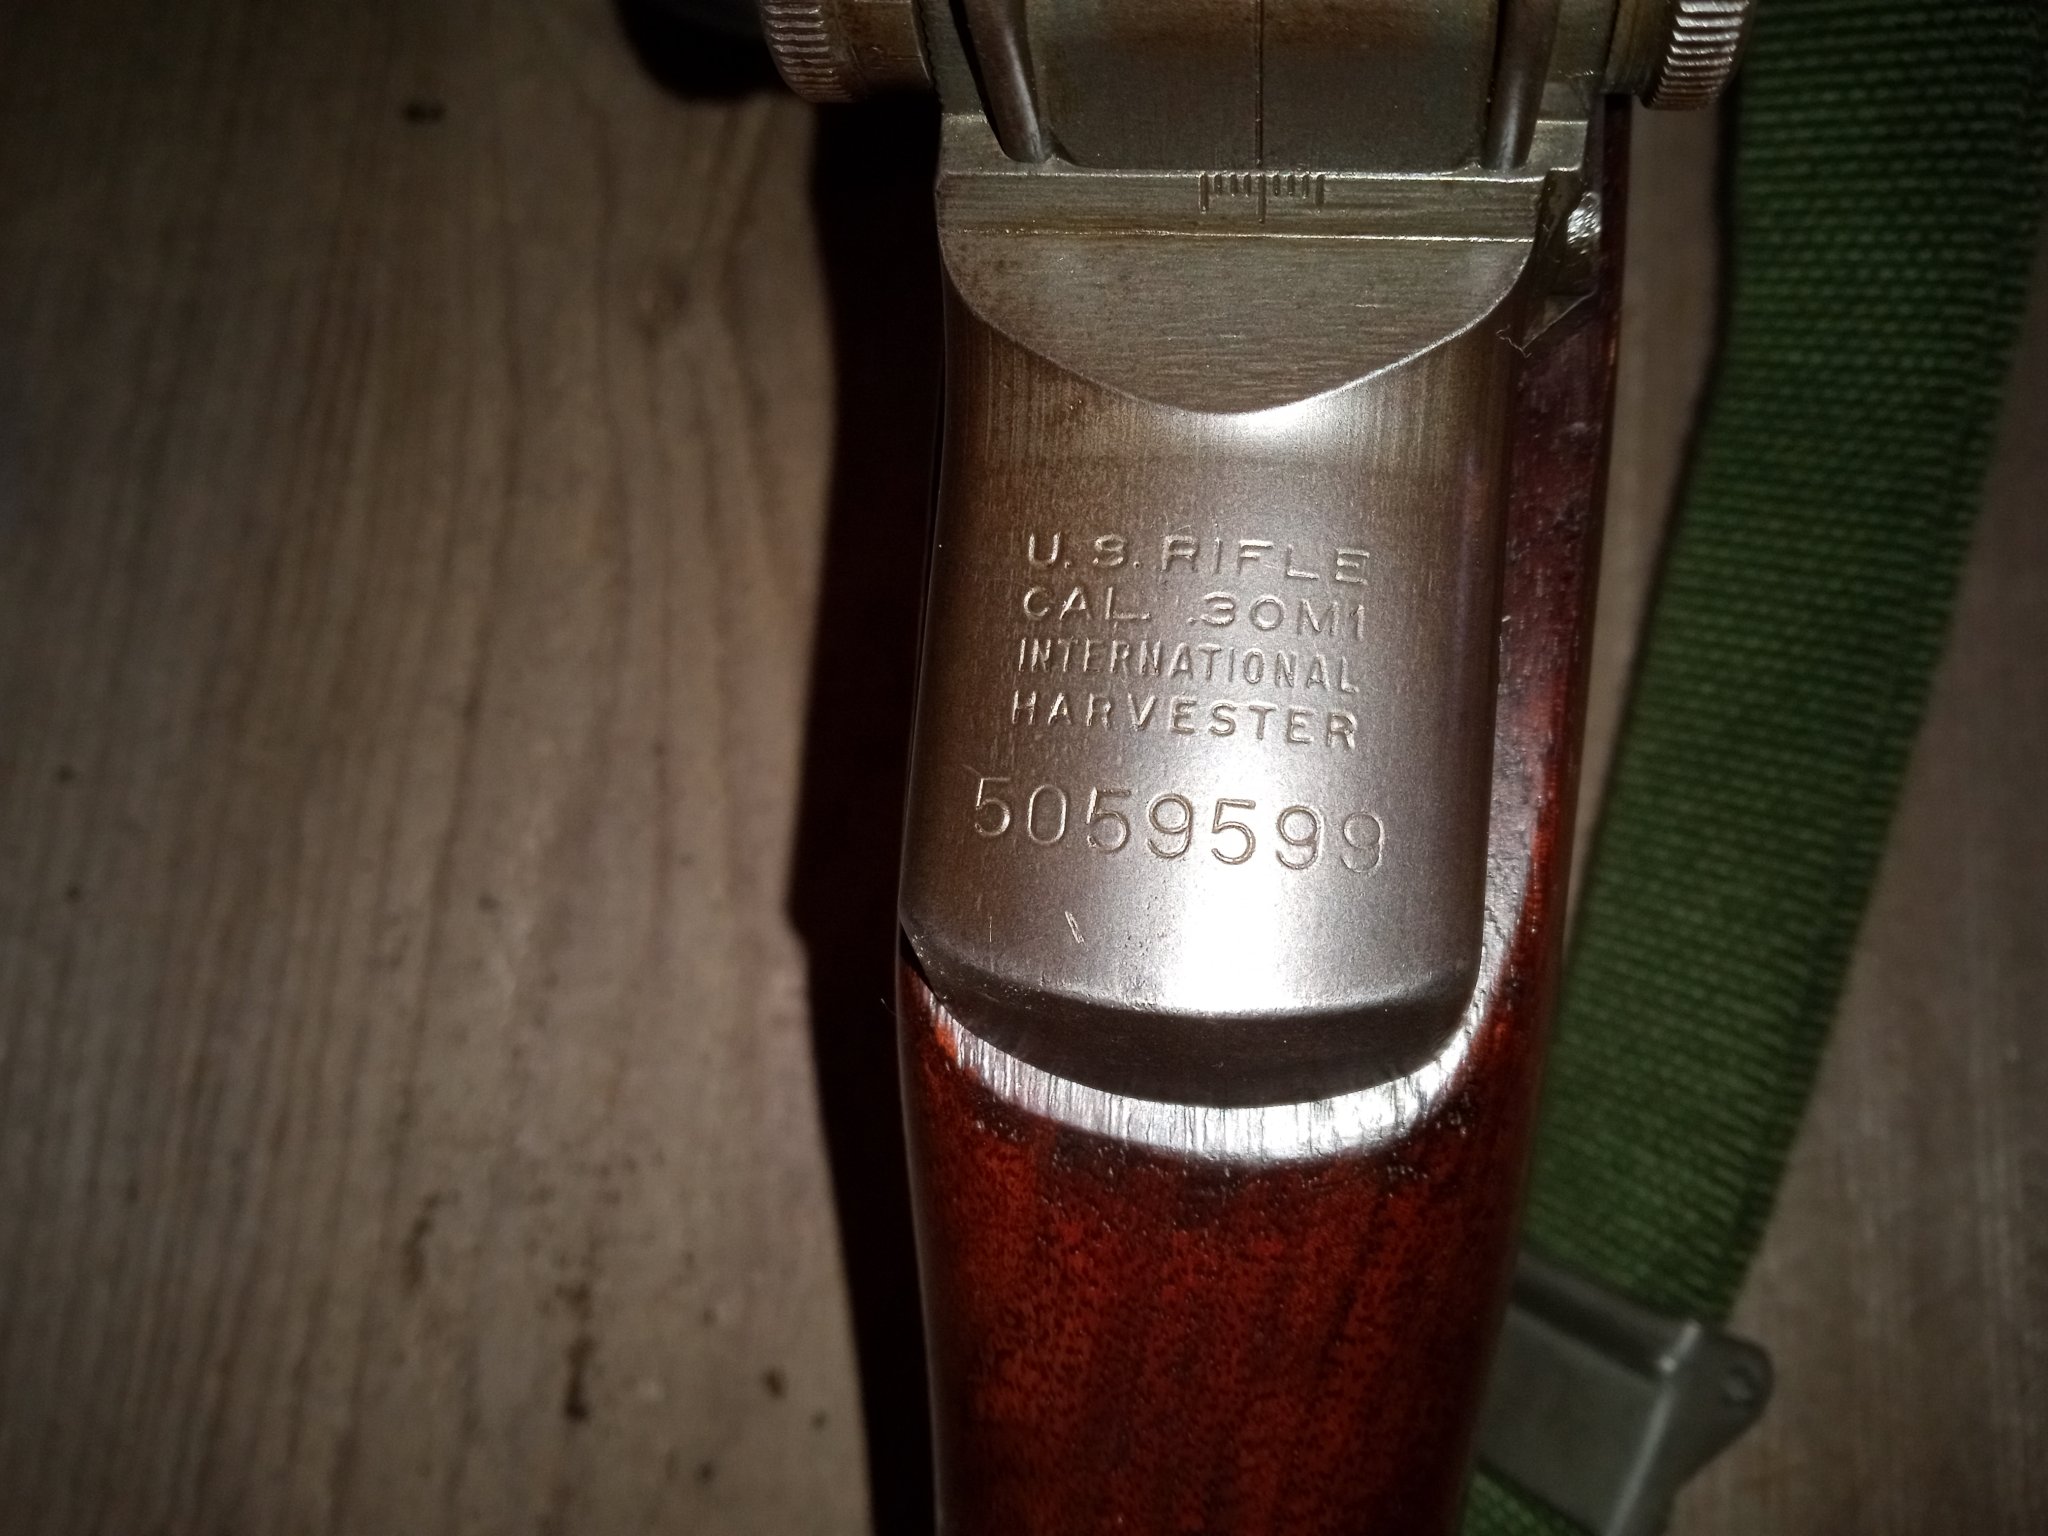 U. S. RIFLE
CAL. .30M1
INTERNATIONAL
HARVESTER
5059599